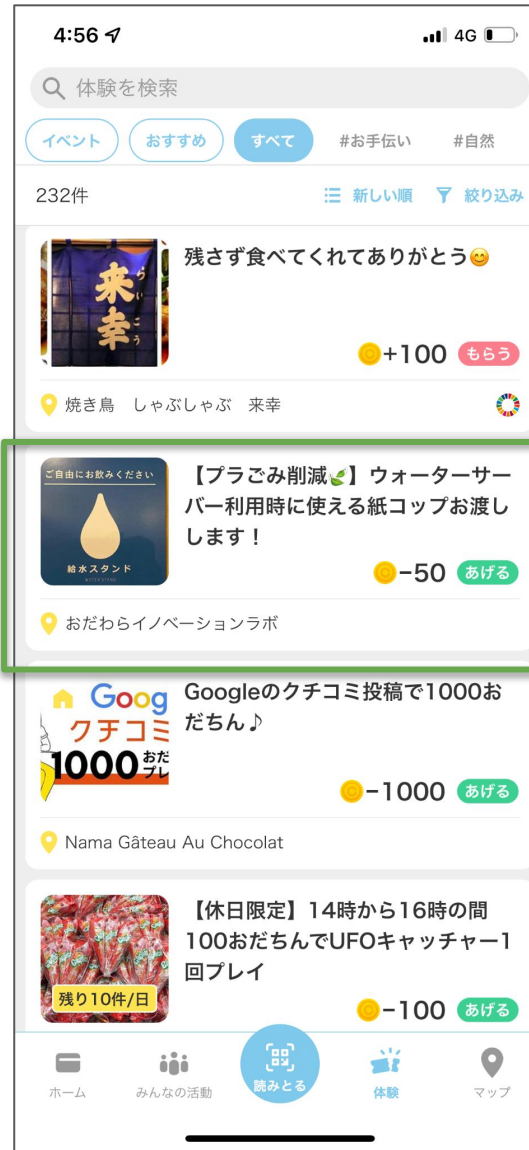 4:56
4G
体験を検索
イベント
おすすめ
すべて
#お手伝い
#自然
232件
新しい順
絞り込み
来幸
らいこう
残さず食べてくれてありがとう😊
+100
もらう
焼き鳥 しゃぶしゃぶ 来幸
ご自由にお飲みください
給水スタンド
WATER STAND
【プラごみ削減🌿】ウォーターサー
バー利用時に使える紙コップお渡し
します！
-50
あげる
おだわらイノベーションラボ
Goog
クチコミ
1000おだ
プレ
Googleのクチコミ投稿で1000お
だちん♪
-1000
あげる
Nama Gâteau Au Chocolat
残り10件/日
【休日限定】14時から16時の間
100おだちんでUFOキャッチャー1
回プレイ
-100
あげる
ホーム
みんなの活動
読みとる
体験
マップ